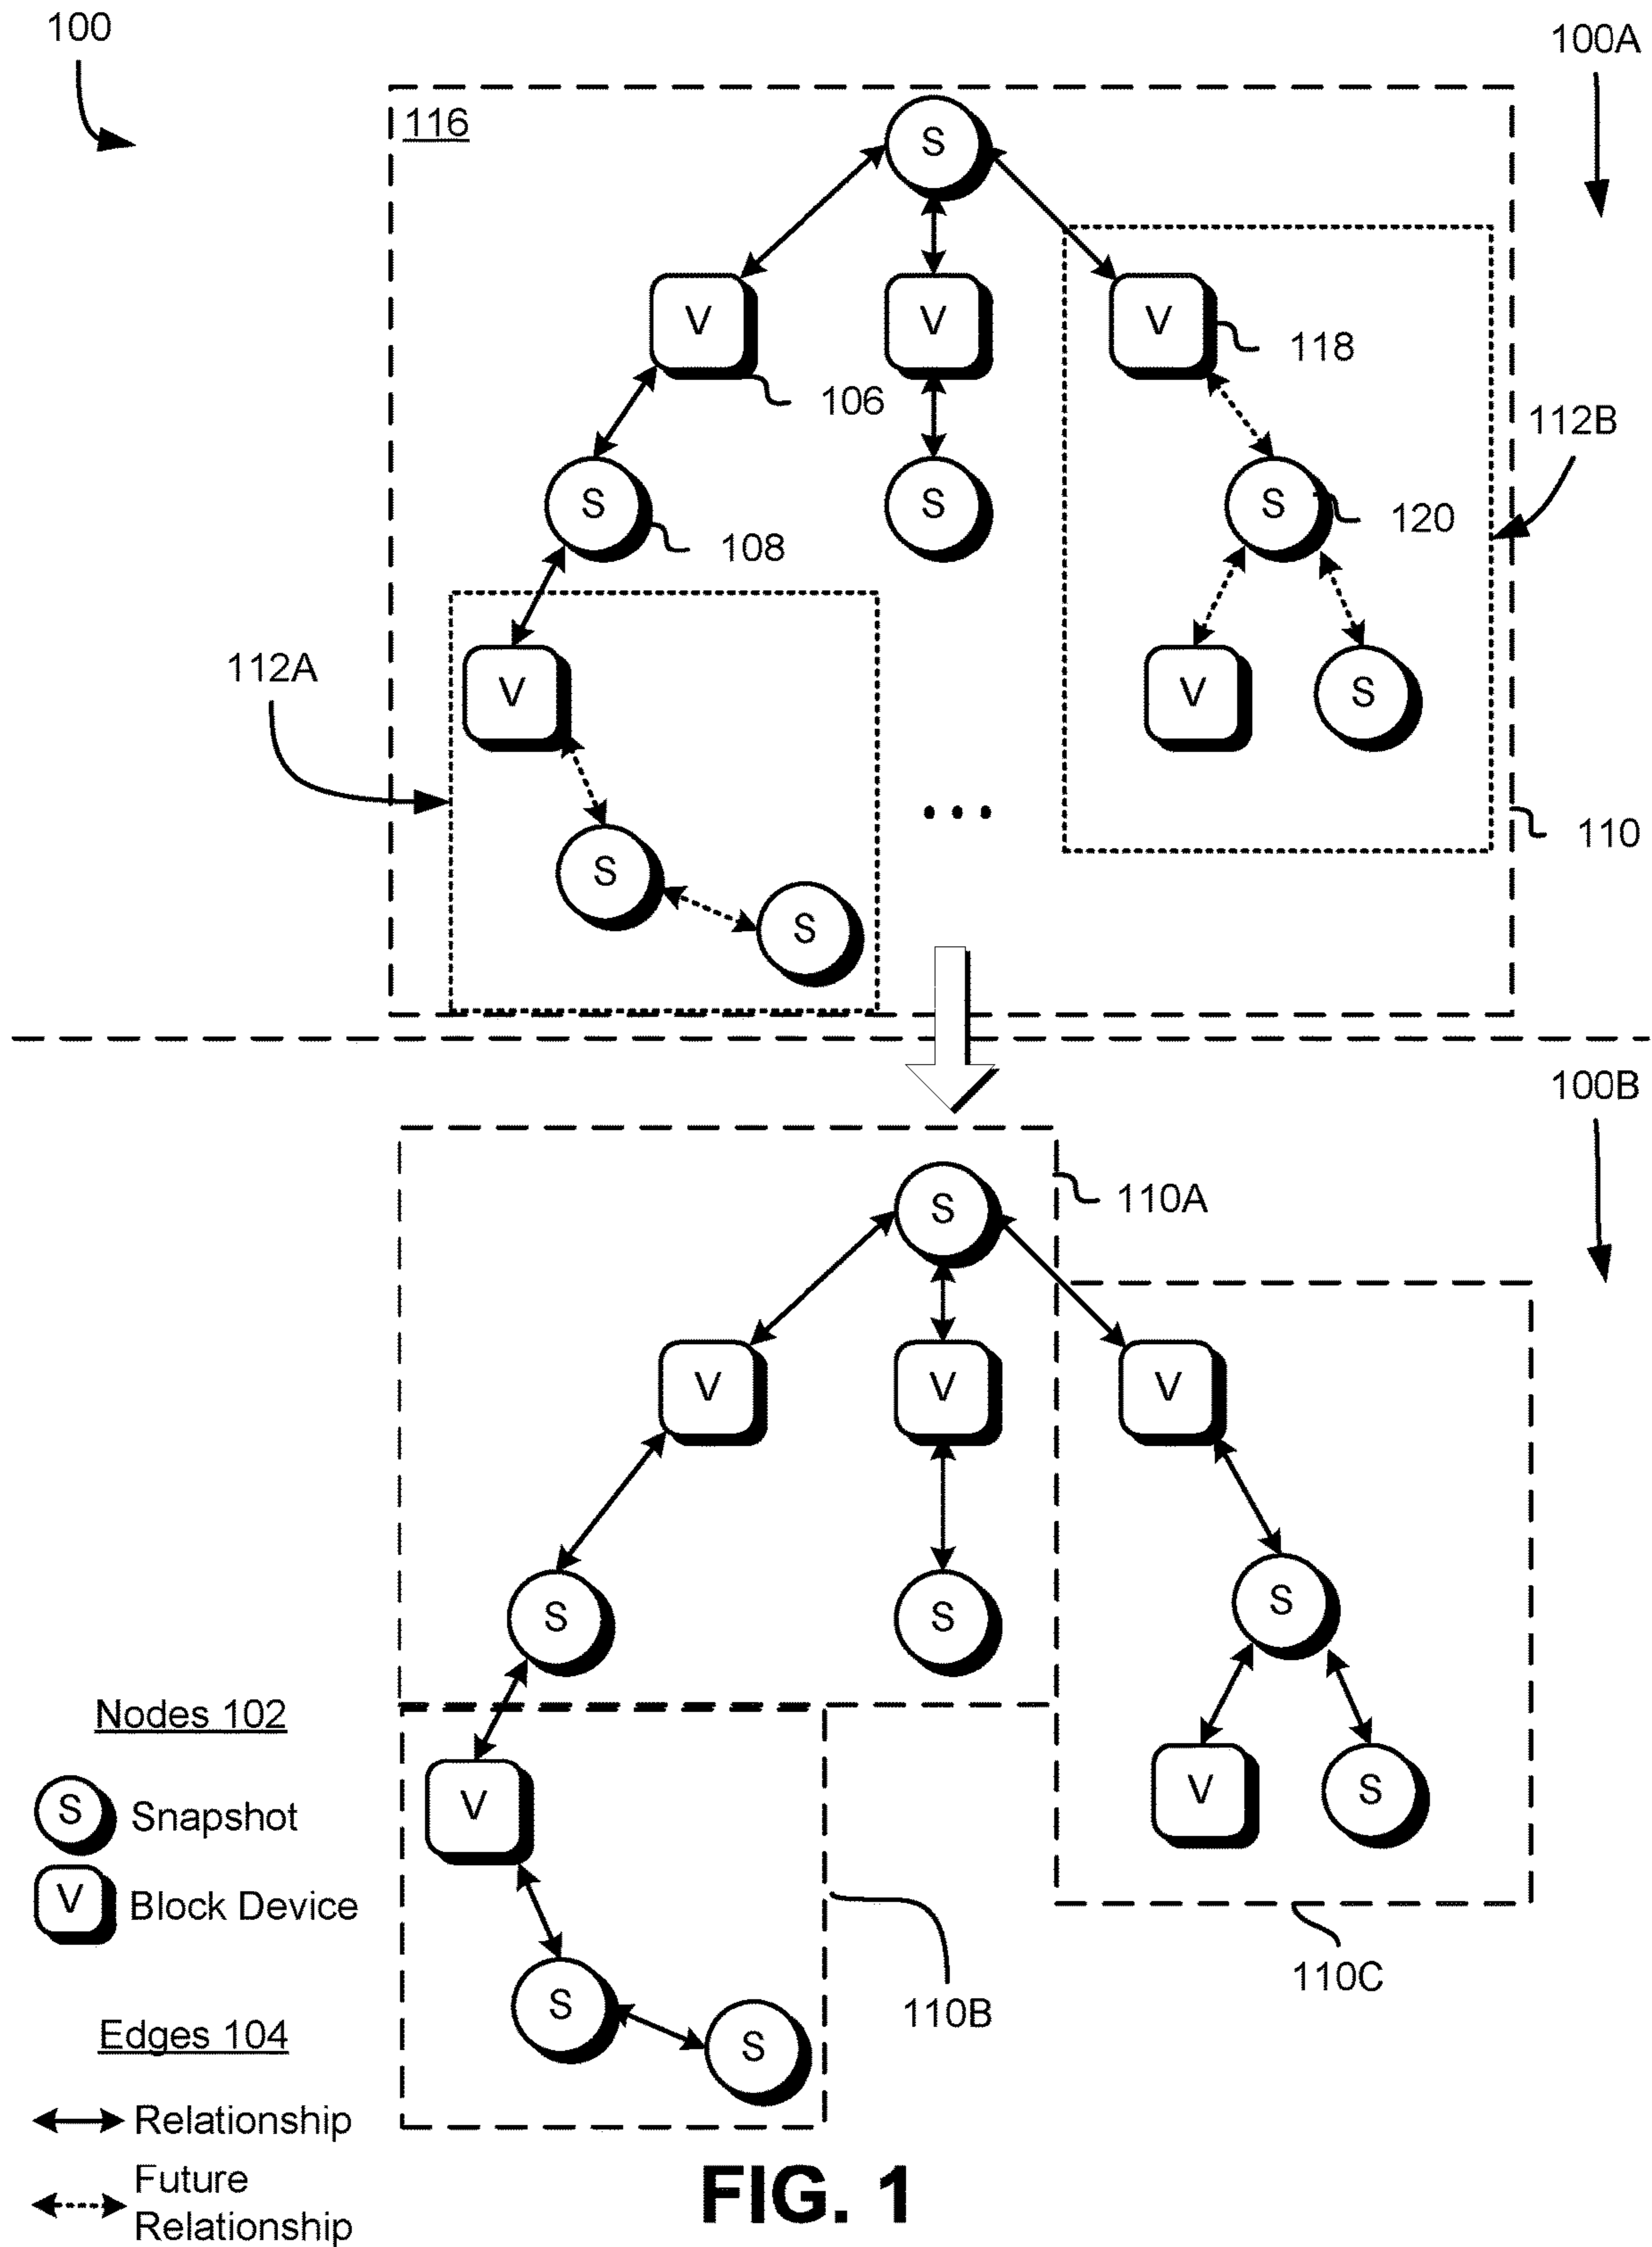 100
100A
116
S
V
V
V
118
106
112B
S
S
S
120
108
112A
V
V
S
110
S
S
100B
S
110A
V
V
V
S
S
S
Nodes 102
S Snapshot
V Block Device
V
V
S
110C
S
110B
S
Edges 104
Relationship
Future
Relationship
FIG. 1